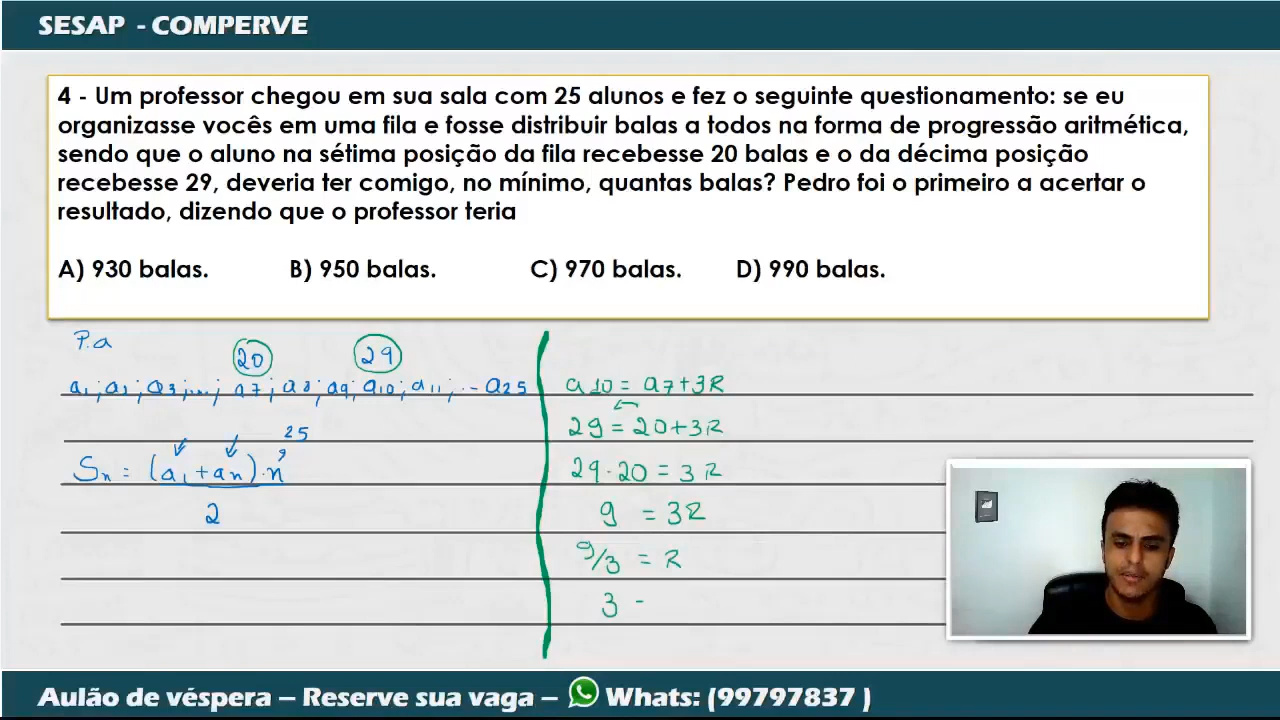 SESAP - COMPERVE
4 - Um professor chegou em sua sala com 25 alunos e fez o seguinte questionamento: se eu
organizasse vocês em uma fila e fosse distribuir balas a todos na forma de progressão aritmética,
sendo que o aluno na sétima posição da fila recebesse 20 balas e o da décima posição
recebesse 29, deveria ter comigo, no mínimo, quantas balas? Pedro foi o primeiro a acertar o
resultado, dizendo que o professor teria
A) 930 balas. B) 950 balas. C) 970 balas. D) 990 balas.
P.a
20 29
a1; a2; a3;...; a7; a8; a9; a10; a11; ... a25
25
Sn = (a1 + an) . n
2
a10 = a7 + 3R
29 = 20 + 3R
29 - 20 = 3R
9 = 3R
9/3 = R
3 -
Aulão de véspera – Reserve sua vaga – Whats: (99797837 )